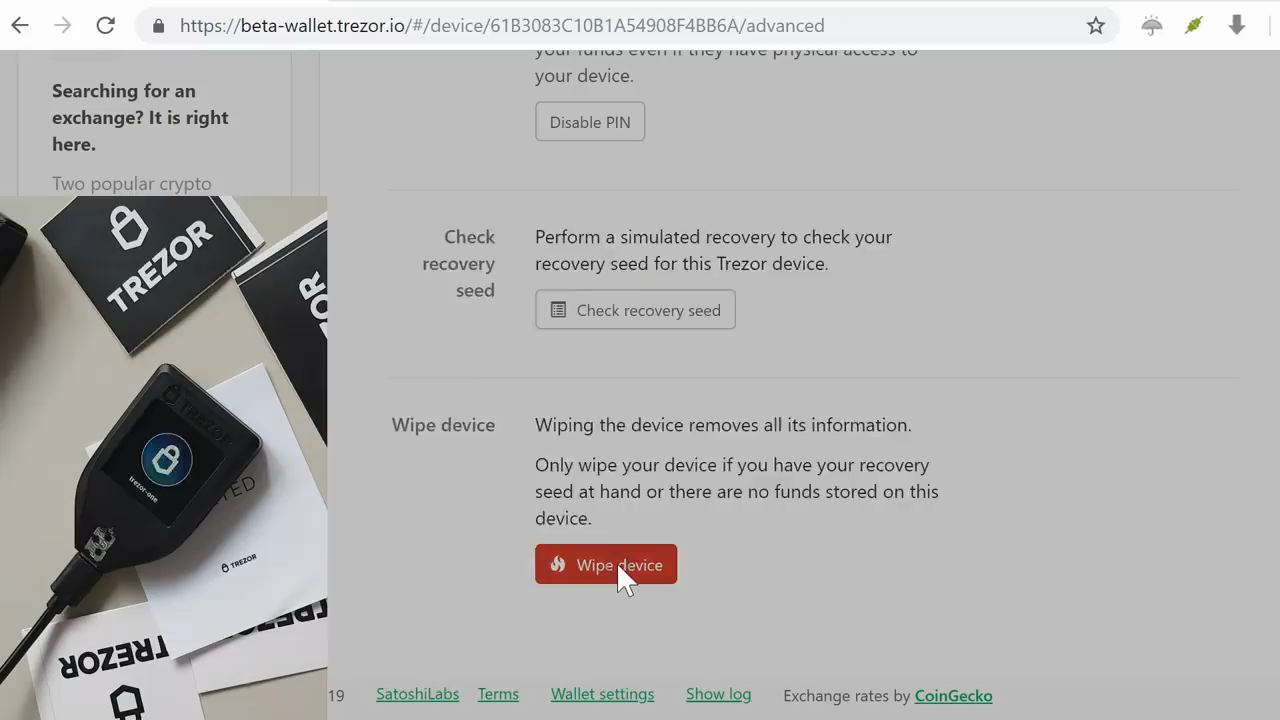 https://beta-wallet.trezor.io/#/device/61B3083C10B1A54908F4BB6A/advanced
your funds even if they have physical access to
your device.
Disable PIN
Searching for an
exchange? It is right
here.
Two popular crypto
Check
recovery
seed
Perform a simulated recovery to check your
recovery seed for this Trezor device.
Check recovery seed
Wipe device
Wiping the device removes all its information.
Only wipe your device if you have your recovery
seed at hand or there are no funds stored on this
device.
Wipe device
TREZOR
TREZOR
trezor-one
TREZOR
TREZOR
19
SatoshiLabs
Terms
Wallet settings
Show log
Exchange rates by CoinGecko